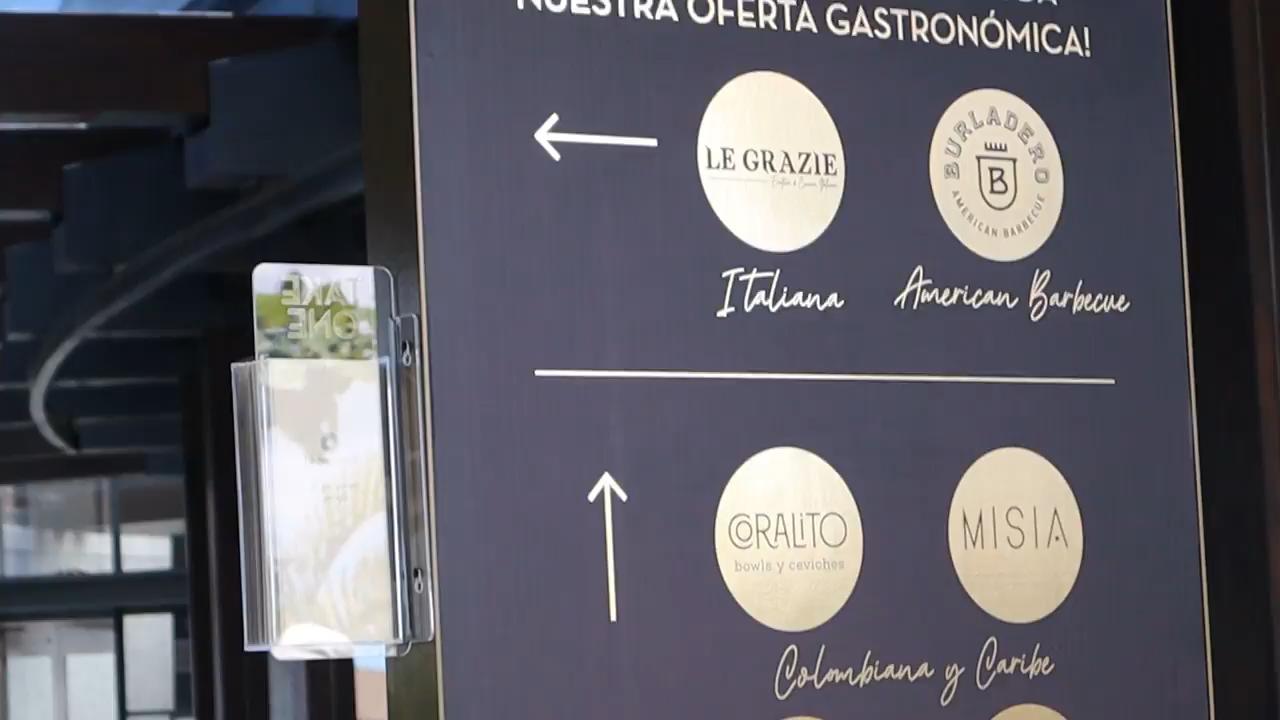 NUESTRA OFERTA GASTRONÓMICA!
LE GRAZIE
BURLADERO
B
AMERICAN BARBECUE
Italiana
American Barbecue
TAKE
ONE
CORALiTO
bowls y ceviches
MISIA
Colombiana y Caribe